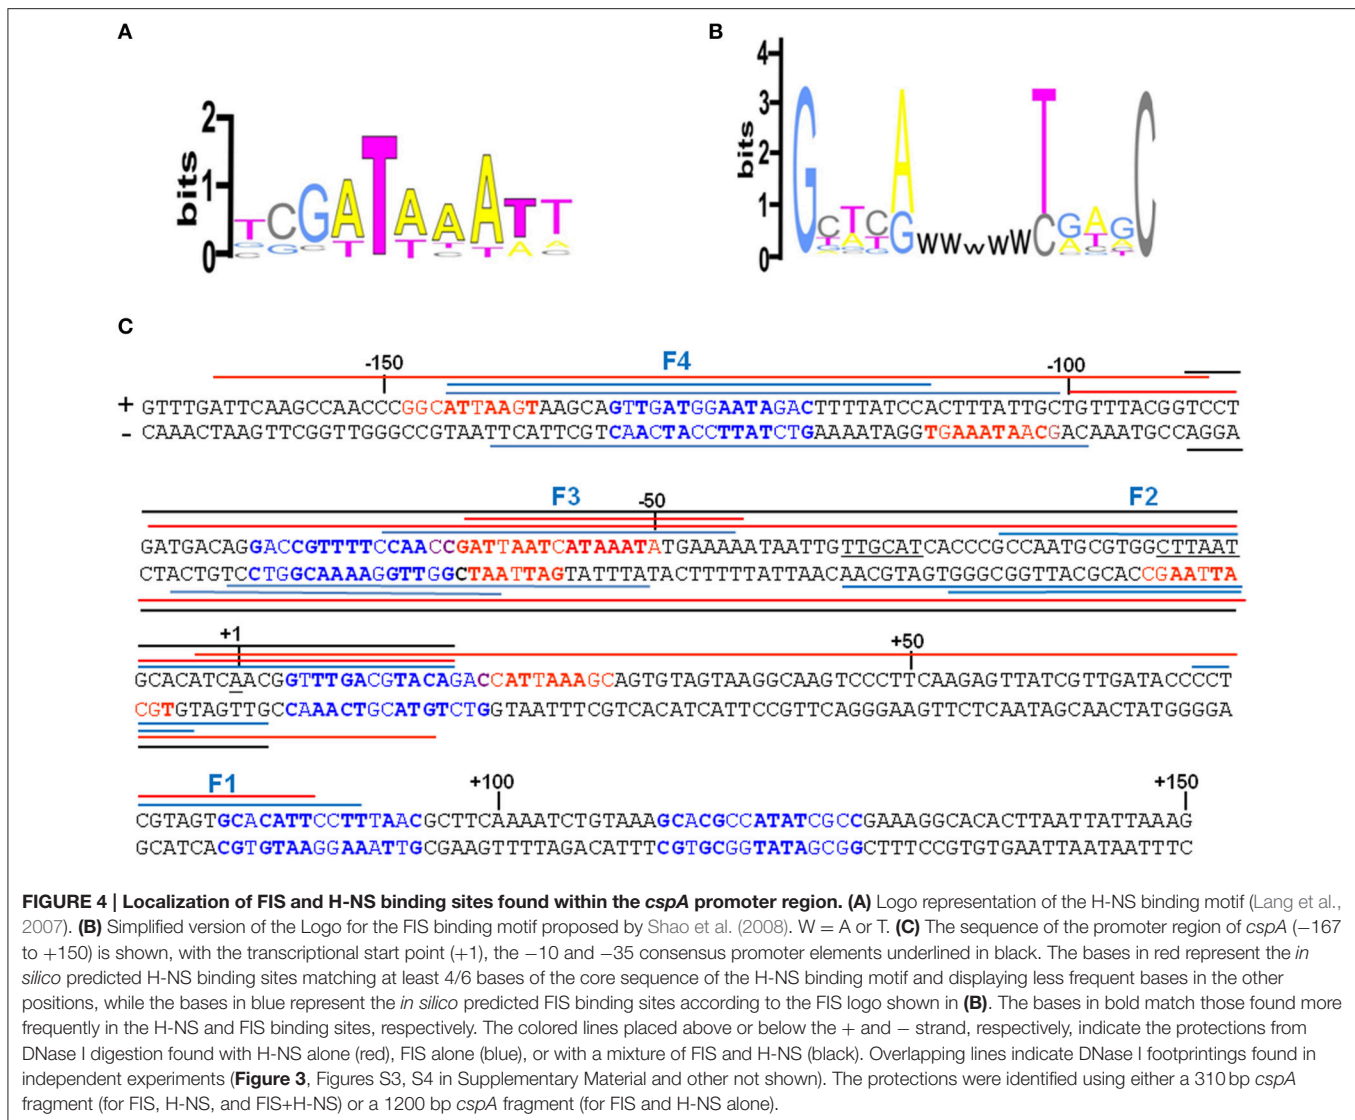 A
B
bits
2
1
0
TCGATAAATT
bits
4
3
2
1
0
GCTCAWWWWWTGAGC
C
-150
F4
-100
+ GTTTGATTCAAGCCAACCCGGCATTAAGTAAGCAGTTGATGGAATAGACTTTTATCCACTTTATTGCTGTTTACGGTCCT
- CAAACTAAGTTCGGTTGGGCCGTAATTCATTCGTCAACTACCTTATCTGAAAATAGGTGAAATAACGACAAATGCCAGGA
F3
-50
F2
GATGACAGGACCGTTTTCCAACCGATTAATCATAAATATGAAAAATAATTGTTGCATCACCCGCCAATGCGTGGCTTAAT
CTACTGTCCTGGCAAAAGGTTGGCTAATTAGTATTTATACTTTTTATTAACAACGTAGTGGGCGGTTACGCACCGAATTA
+1
+50
GCACATCAACGGTTTGACGTACAGACCATTAAAGCAGTGTAGTAAGGCAAGTCCCTTCAAGAGTTATCGTTGATACCCCT
CGTGTAGTTGCCAAACTGCATGTCTGGTAATTTCGTCACATCATTCCGTTCAGGGAAGTTCTCAATAGCAACTATGGGGA
F1
+100
+150
CGTAGTGCACATTCCTTTAACGCTTCAAAATCTGTAAAGCACGCCATATCGCCGAAAGGCACACTTAATTATTAAAG
GCATCACGTGTAAGGAAATTGCGAAGTTTTAGACATTTCGTGCGGTATAGCGGCTTTCCGTGTGAATTAATAATTTC
FIGURE 4 | Localization of FIS and H-NS binding sites found within the cspA promoter region. (A) Logo representation of the H-NS binding motif (Lang et al.,
2007). (B) Simplified version of the Logo for the FIS binding motif proposed by Shao et al. (2008). W = A or T. (C) The sequence of the promoter region of cspA (−167
to +150) is shown, with the transcriptional start point (+1), the −10 and −35 consensus promoter elements underlined in black. The bases in red represent the in
silico predicted H-NS binding sites matching at least 4/6 bases of the core sequence of the H-NS binding motif and displaying less frequent bases in the other
positions, while the bases in blue represent the in silico predicted FIS binding sites according to the FIS logo shown in (B). The bases in bold match those found more
frequently in the H-NS and FIS binding sites, respectively. The colored lines placed above or below the + and − strand, respectively, indicate the protections from
DNase I digestion found with H-NS alone (red), FIS alone (blue), or with a mixture of FIS and H-NS (black). Overlapping lines indicate DNase I footprintings found in
independent experiments (Figure 3, Figures S3, S4 in Supplementary Material and other not shown). The protections were identified using either a 310 bp cspA
fragment (for FIS, H-NS, and FIS+H-NS) or a 1200 bp cspA fragment (for FIS and H-NS alone).